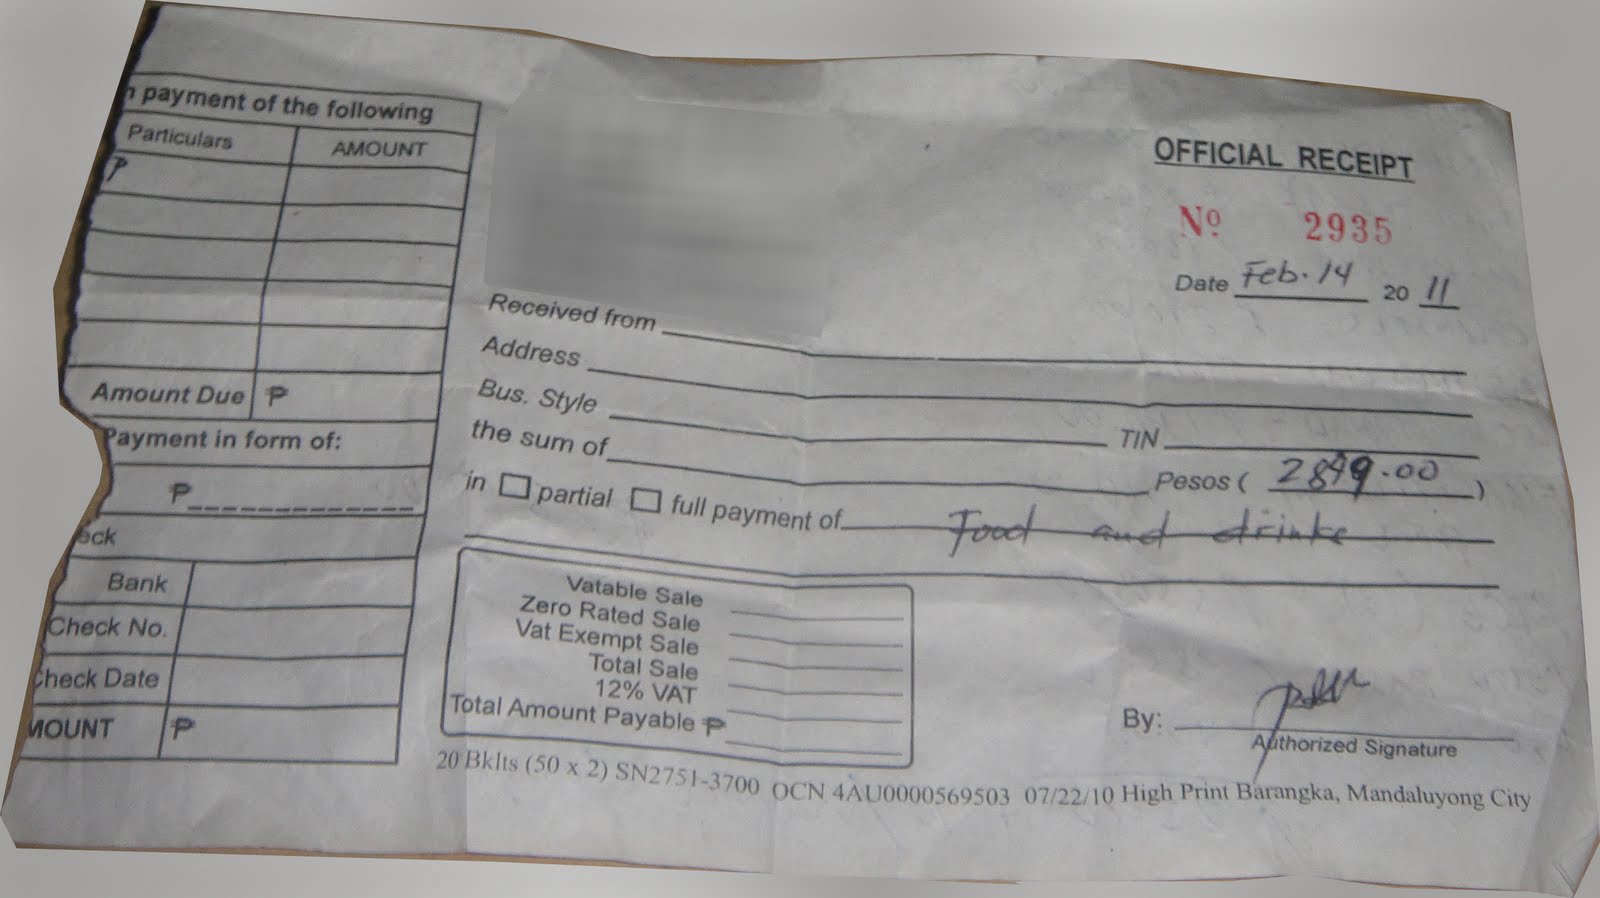 n payment of the following
Particulars AMOUNT
₱
Amount Due ₱
Payment in form of:
₱
eck
Bank
Check No.
Check Date
MOUNT ₱
OFFICIAL RECEIPT
Nº 2935
Date Feb. 14 20 11
Received from
Address
Bus. Style TIN
the sum of Pesos ( 2899.00 )
in partial full payment of Food and drinks
Vatable Sale
Zero Rated Sale
Vat Exempt Sale
Total Sale
12% VAT
Total Amount Payable ₱
By:
Authorized Signature
20 Bklts (50 x 2) SN2751-3700 OCN 4AU0000569503 07/22/10 High Print Barangka, Mandaluyong City